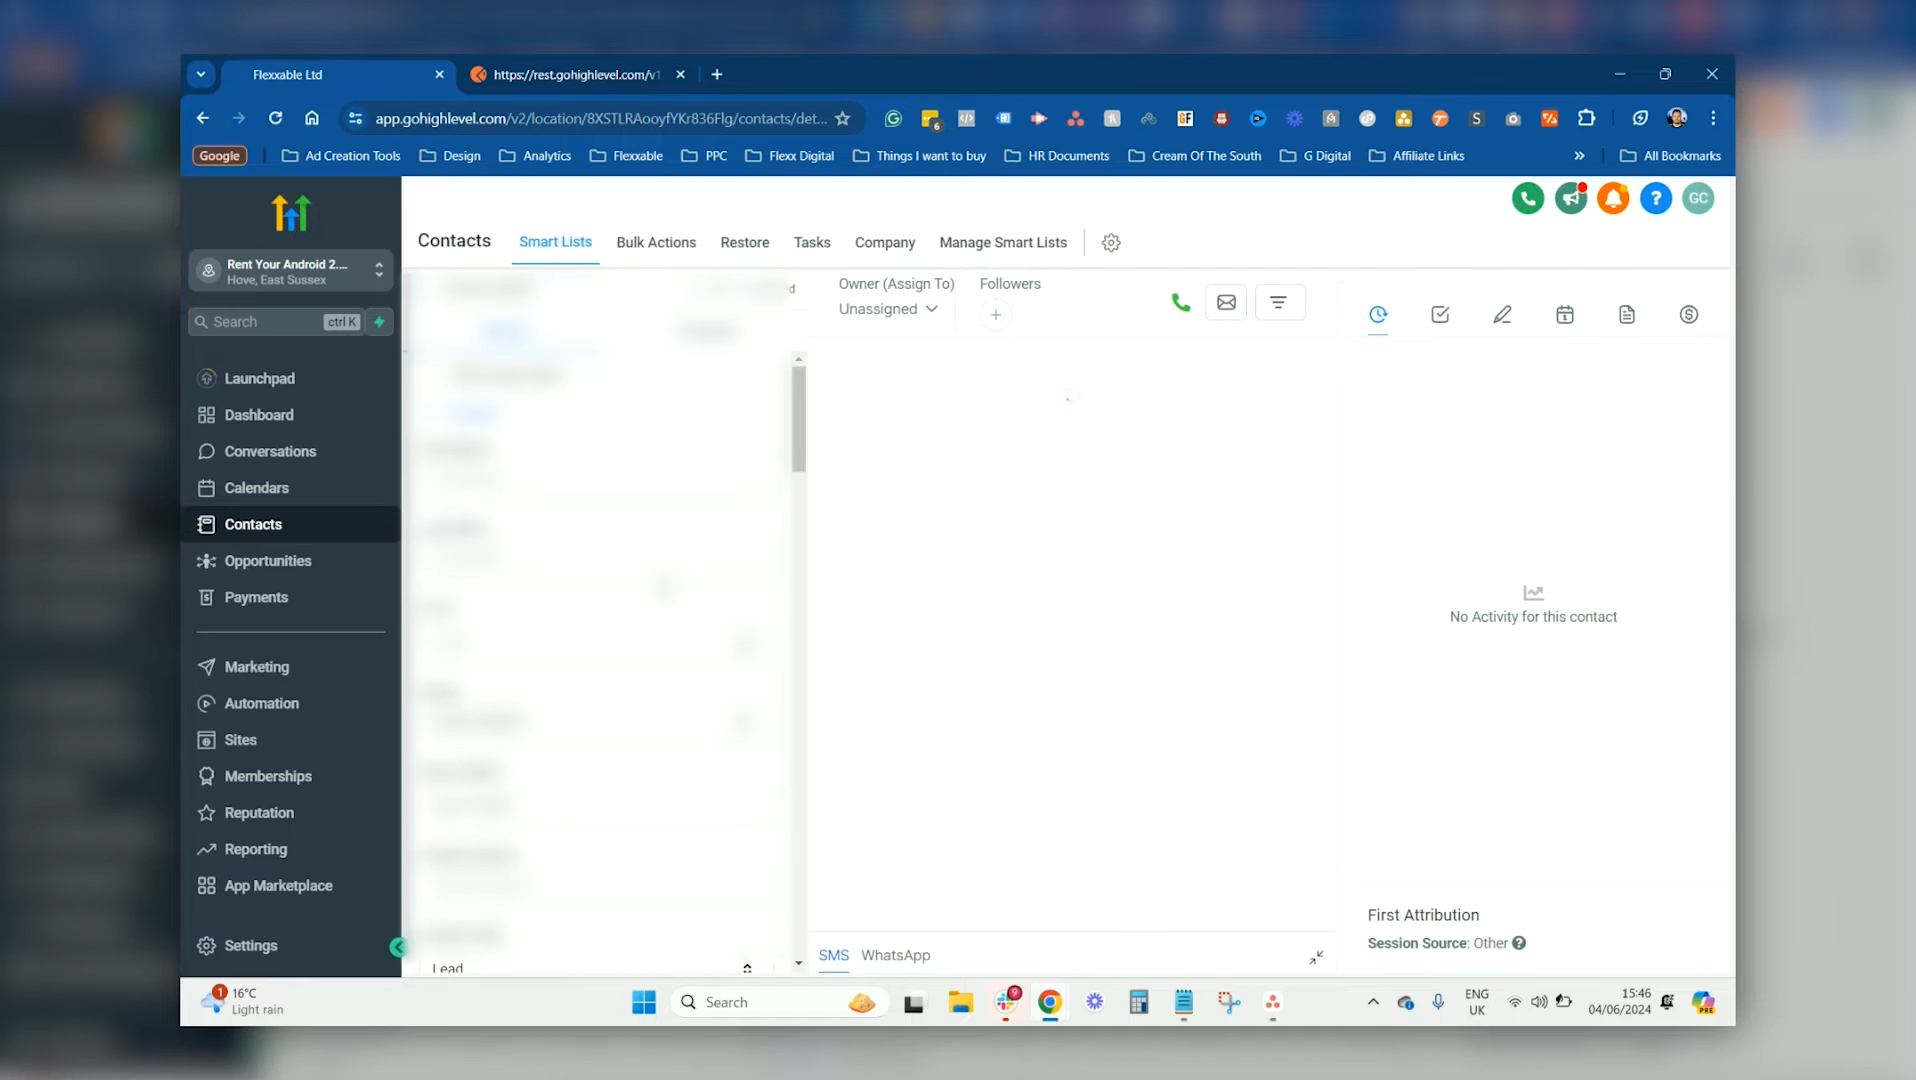 Flexxable Ltd
https://rest.gohighlevel.com/v1
app.gohighlevel.com/v2/location/8XSTLRAooyfYKr836Flg/contacts/det...
6
GF
S
Google
Ad Creation Tools
Design
Analytics
Flexxable
PPC
Flexx Digital
Things I want to buy
HR Documents
Cream Of The South
G Digital
Affiliate Links
»
All Bookmarks
Rent Your Android 2....
Hove, East Sussex
Search
ctrl K
Launchpad
Dashboard
Conversations
Calendars
Contacts
Opportunities
Payments
Marketing
Automation
Sites
Memberships
Reputation
Reporting
App Marketplace
Settings
GC
Contacts
Smart Lists
Bulk Actions
Restore
Tasks
Company
Manage Smart Lists
Owner (Assign To)
Unassigned
Followers
No Activity for this contact
First Attribution
Session Source: Other
Lead
SMS
WhatsApp
1
16°C
Light rain
Search
9
ENG
UK
15:46
04/06/2024
PRE